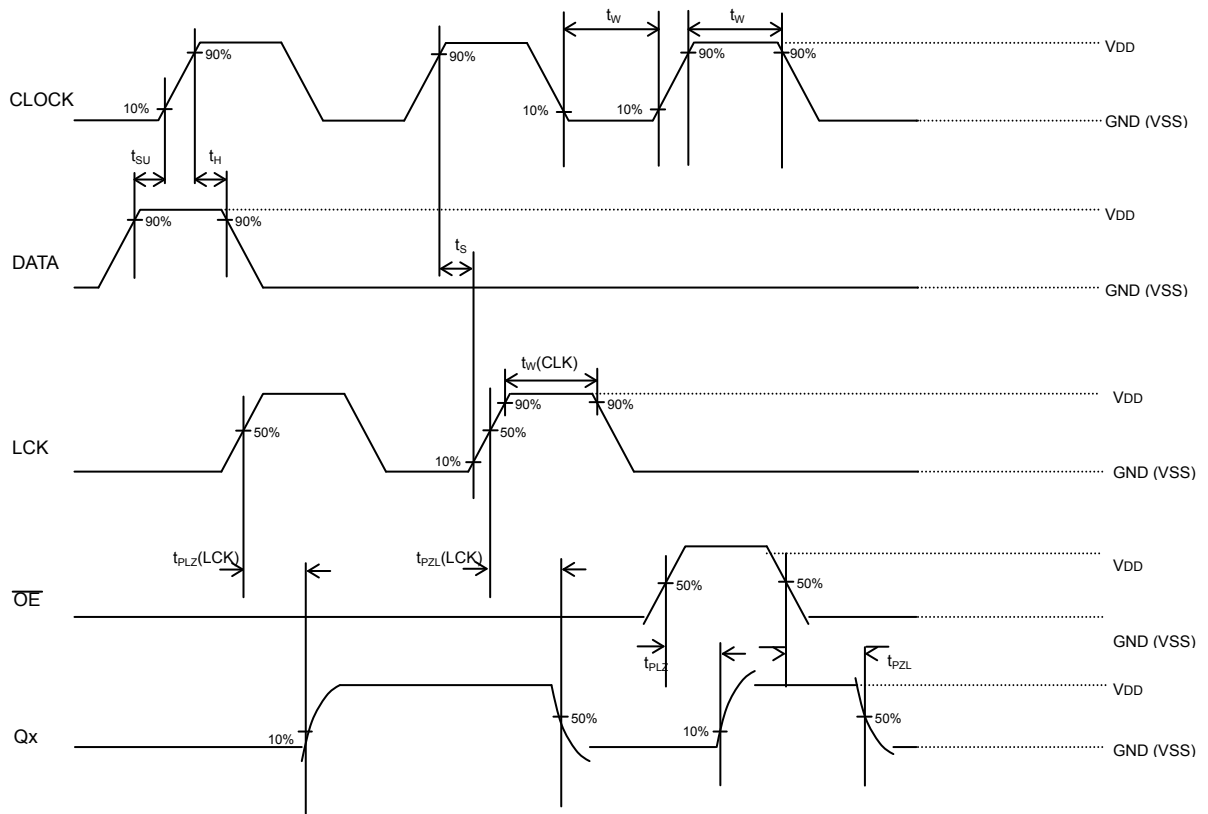 tW tW
90% 90% 90% 90% VDD
CLOCK 10% 10% 10%
GND (VSS)
tSU tH
90% 90% VDD
tS
DATA
GND (VSS)
tW(CLK)
90% 90% VDD
50% 50%
LCK
10%
GND (VSS)
tPLZ(LCK) tPZL(LCK)
50% 50% VDD
OE
GND (VSS)
tPLZ tPZL
VDD
50% 50%
Qx 10% 10%
GND (VSS)